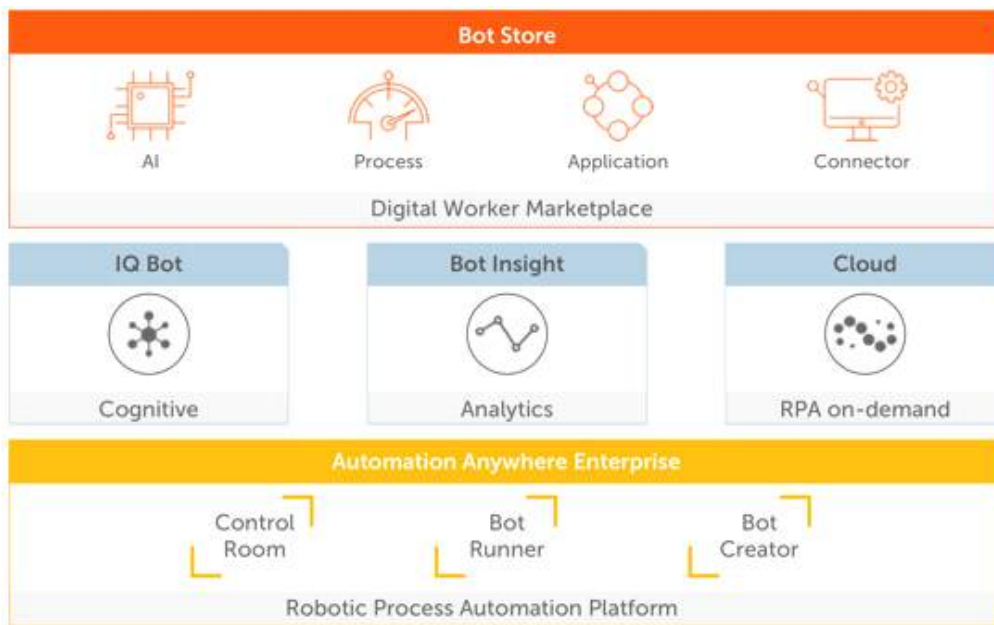 Bot Store
AI Process Application Connector
Digital Worker Marketplace
IQ Bot Bot Insight Cloud
Cognitive Analytics RPA on-demand
Automation Anywhere Enterprise
Control Bot Bot
Room Runner Creator
Robotic Process Automation Platform